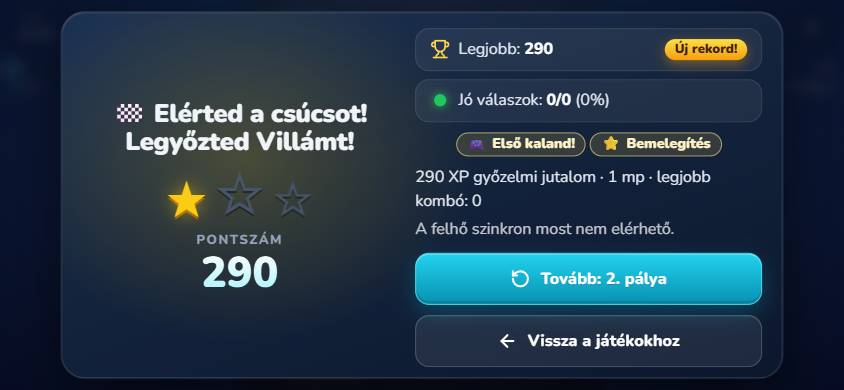 Elérted a csúcsot!
Legyőzted Villámt!
PONTSZÁM
290
Legjobb: 290
Új rekord!
Jó válaszok: 0/0 (0%)
Első kaland!
Bemelegítés
290 XP győzelmi jutalom · 1 mp · legjobb
kombó: 0
A felhő szinkron most nem elérhető.
Tovább: 2. pálya
Vissza a játékokhoz